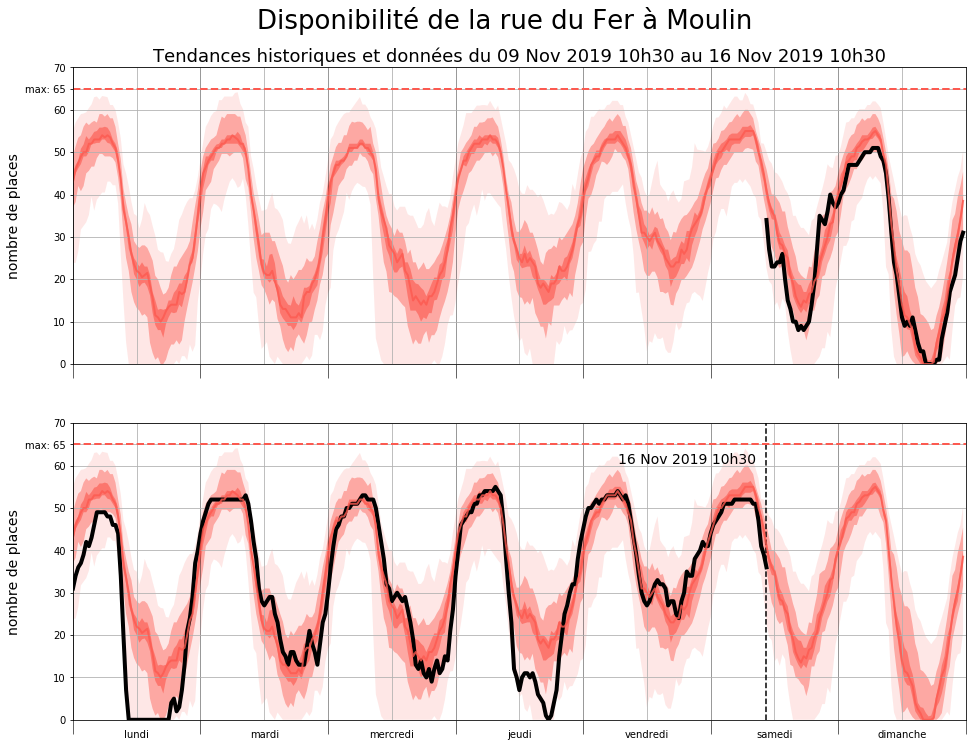 Disponibilité de la rue du Fer à Moulin
Tendances historiques et données du 09 Nov 2019 10h30 au 16 Nov 2019 10h30
70
max: 65
60
50
40
30
20
10
0
nombre de places
70
max: 65
60
50
40
30
20
10
0
nombre de places
16 Nov 2019 10h30
lundi mardi mercredi jeudi vendredi samedi dimanche